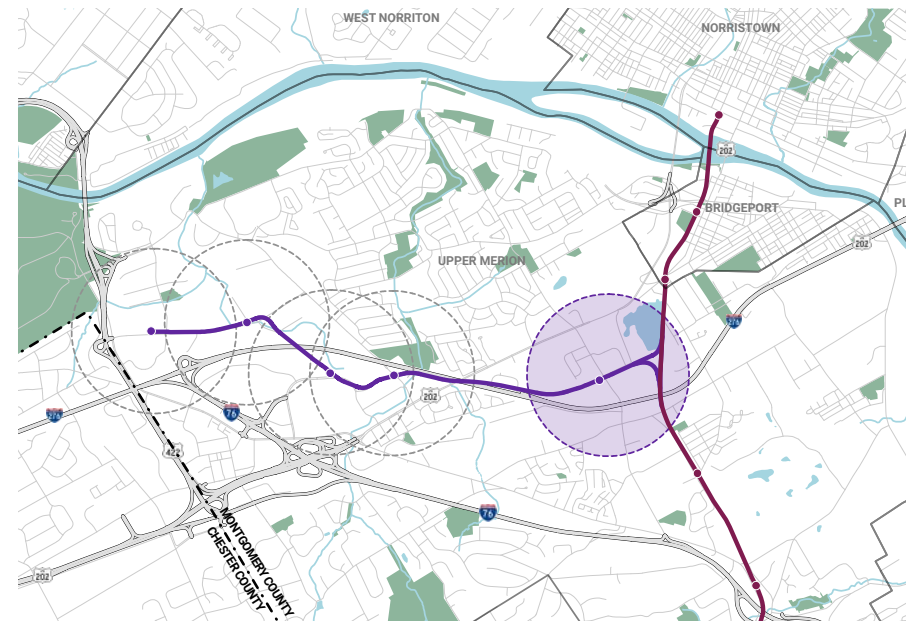 WEST NORRITON
NORRISTOWN
202
BRIDGEPORT
PL
202
UPPER MERION
276
202
276
76
422
76
MONTGOMERY COUNTY
CHESTER COUNTY
202